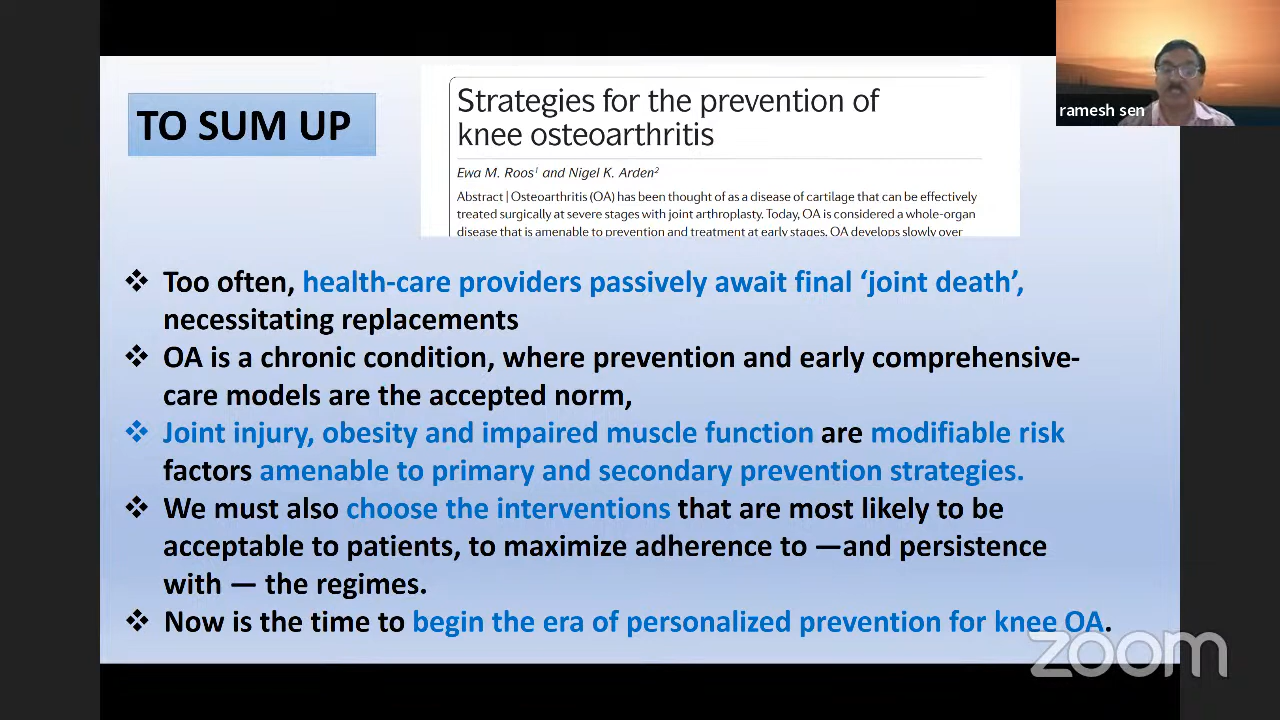 TO SUM UP
Strategies for the prevention of
knee osteoarthritis
Ewa M. Roos¹ and Nigel K. Arden²
Abstract | Osteoarthritis (OA) has been thought of as a disease of cartilage that can be effectively
treated surgically at severe stages with joint arthroplasty. Today, OA is considered a whole-organ
disease that is amenable to prevention and treatment at early stages. OA develops slowly over
ramesh sen
❖ Too often, health-care providers passively await final ‘joint death’,
necessitating replacements
❖ OA is a chronic condition, where prevention and early comprehensive-
care models are the accepted norm,
❖ Joint injury, obesity and impaired muscle function are modifiable risk
factors amenable to primary and secondary prevention strategies.
❖ We must also choose the interventions that are most likely to be
acceptable to patients, to maximize adherence to —and persistence
with — the regimes.
❖ Now is the time to begin the era of personalized prevention for knee OA.
zoom